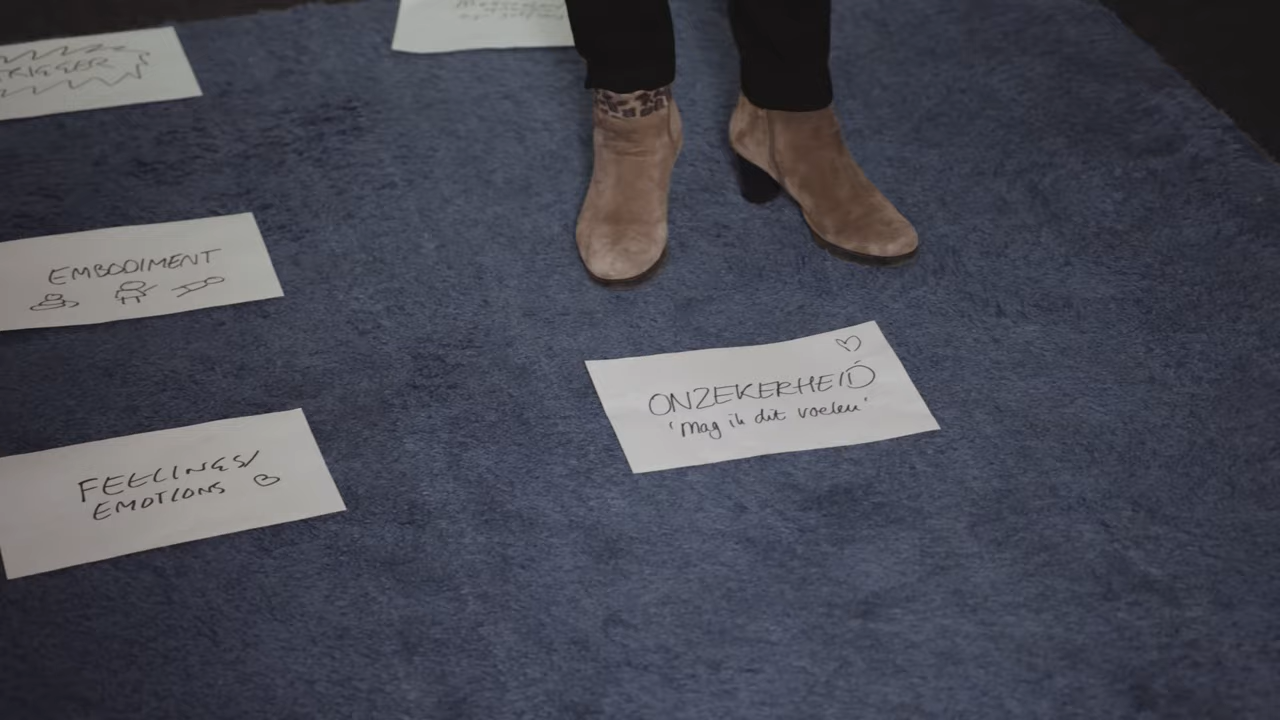 TRIGGER
EMBODIMENT
FEELINGS/
EMOTIONS
ONZEKERHEID
'Mag ik dit voelen'